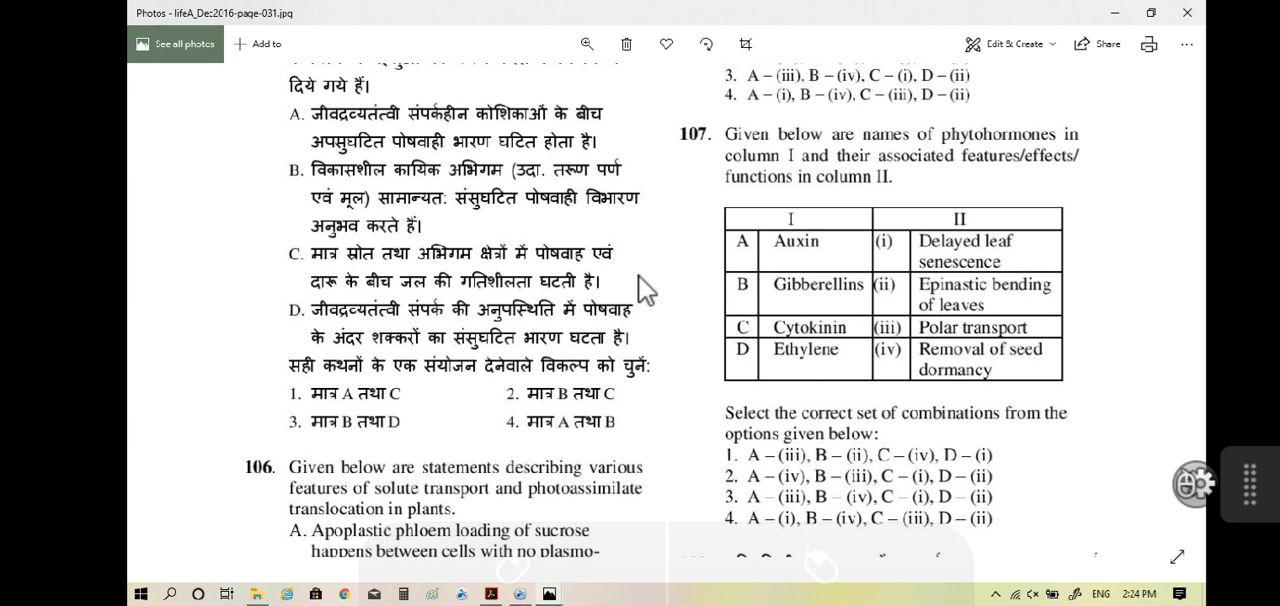 Photos - lifeA_Dec2016-page-031.jpg
See all photos
Add to
Edit & Create
Share
दिये गये हैं।
A. जीवद्रव्यतंत्वी संपर्कहीन कोशिकाओं के बीच
अपसुघटित पोषवाही भारण घटित होता है।
B. विकासशील कायिक अभिगम (उदा. तरूण पर्ण
एवं मूल) सामान्यत: संसुघटित पोषवाही विभारण
अनुभव करते हैं।
C. मात्र स्रोत तथा अभिगम क्षेत्रों में पोषवाह एवं
दारू के बीच जल की गतिशीलता घटती है।
D. जीवद्रव्यतंत्वी संपर्क की अनुपस्थिति में पोषवाह
के अंदर शक्करों का संसुघटित भारण घटता है।
सही कथनों के एक संयोजन देनेवाले विकल्प को चुनें:
1. मात्र A तथा C 2. मात्र B तथा C
3. मात्र B तथा D 4. मात्र A तथा B
106. Given below are statements describing various
features of solute transport and photoassimilate
translocation in plants.
A. Apoplastic phloem loading of sucrose
happens between cells with no plasmo-
3. A – (iii), B – (iv), C – (i), D – (ii)
4. A – (i), B – (iv), C – (iii), D – (ii)
107. Given below are names of phytohormones in
column I and their associated features/effects/
functions in column II.
I II
A Auxin (i) Delayed leaf
senescence
B Gibberellins (ii) Epinastic bending
of leaves
C Cytokinin (iii) Polar transport
D Ethylene (iv) Removal of seed
dormancy
Select the correct set of combinations from the
options given below:
1. A – (iii), B – (ii), C – (iv), D – (i)
2. A – (iv), B – (iii), C – (i), D – (ii)
3. A – (iii), B – (iv), C – (i), D – (ii)
4. A – (i), B – (iv), C – (iii), D – (ii)
ENG 2:24 PM